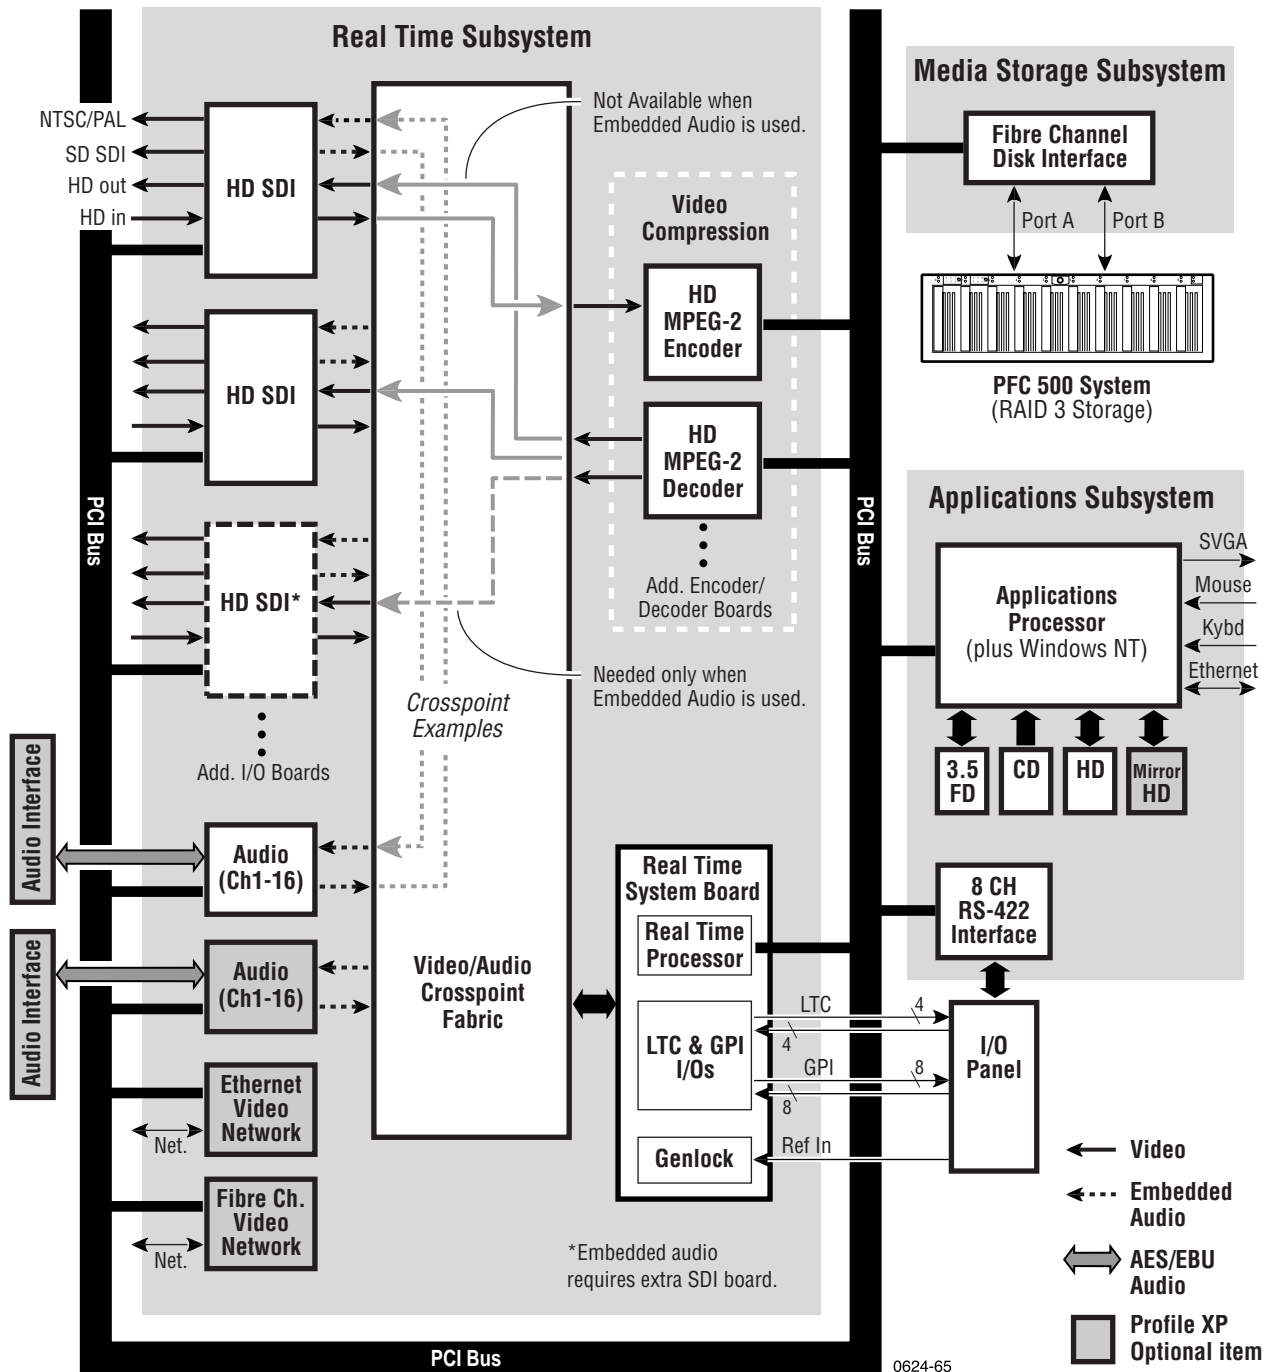 Real Time Subsystem
NTSC/PAL
SD SDI
HD out
HD in
HD SDI
HD SDI
HD SDI*
Add. I/O Boards
PCI Bus
Audio Interface
Audio
(Ch1-16)
Audio Interface
Audio
(Ch1-16)
Ethernet
Video
Network
Net.
Fibre Ch.
Video
Network
Net.
Crosspoint
Examples
Video/Audio
Crosspoint
Fabric
Not Available when
Embedded Audio is used.
Video
Compression
HD
MPEG-2
Encoder
HD
MPEG-2
Decoder
Add. Encoder/
Decoder Boards
Needed only when
Embedded Audio is used.
Real Time
System Board
Real Time
Processor
LTC & GPI
I/Os
Genlock
LTC
4
4
GPI
8
8
Ref In
*Embedded audio
requires extra SDI board.
PCI Bus
PCI Bus
Media Storage Subsystem
Fibre Channel
Disk Interface
Port A
Port B
PFC 500 System
(RAID 3 Storage)
Applications Subsystem
Applications
Processor
(plus Windows NT)
SVGA
Mouse
Kybd
Ethernet
3.5
FD
CD
HD
Mirror
HD
8 CH
RS-422
Interface
I/O
Panel
Video
Embedded
Audio
AES/EBU
Audio
Profile XP
Optional item
0624-65